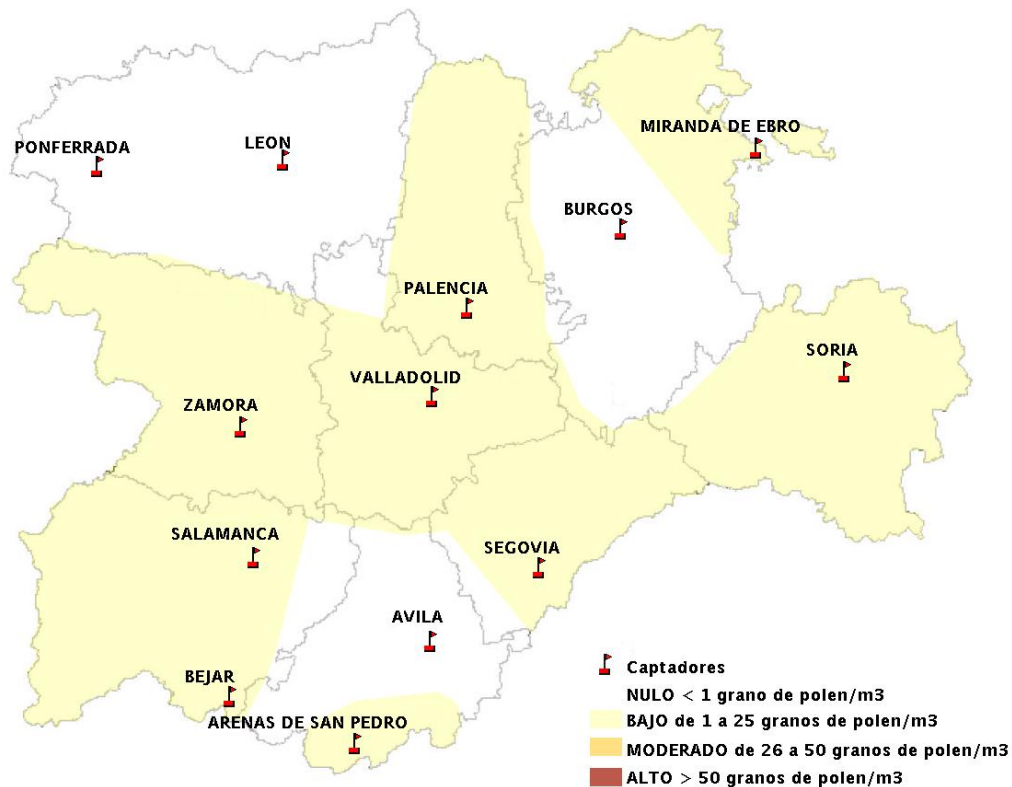 MIRANDA DE EBRO
PONFERRADA
LEON
BURGOS
PALENCIA
SORIA
VALLADOLID
ZAMORA
SALAMANCA
SEGOVIA
AVILA
BEJAR
ARENAS DE SAN PEDRO
Captadores
NULO < 1 grano de polen/m3
BAJO de 1 a 25 granos de polen/m3
MODERADO de 26 a 50 granos de polen/m3
ALTO > 50 granos de polen/m3